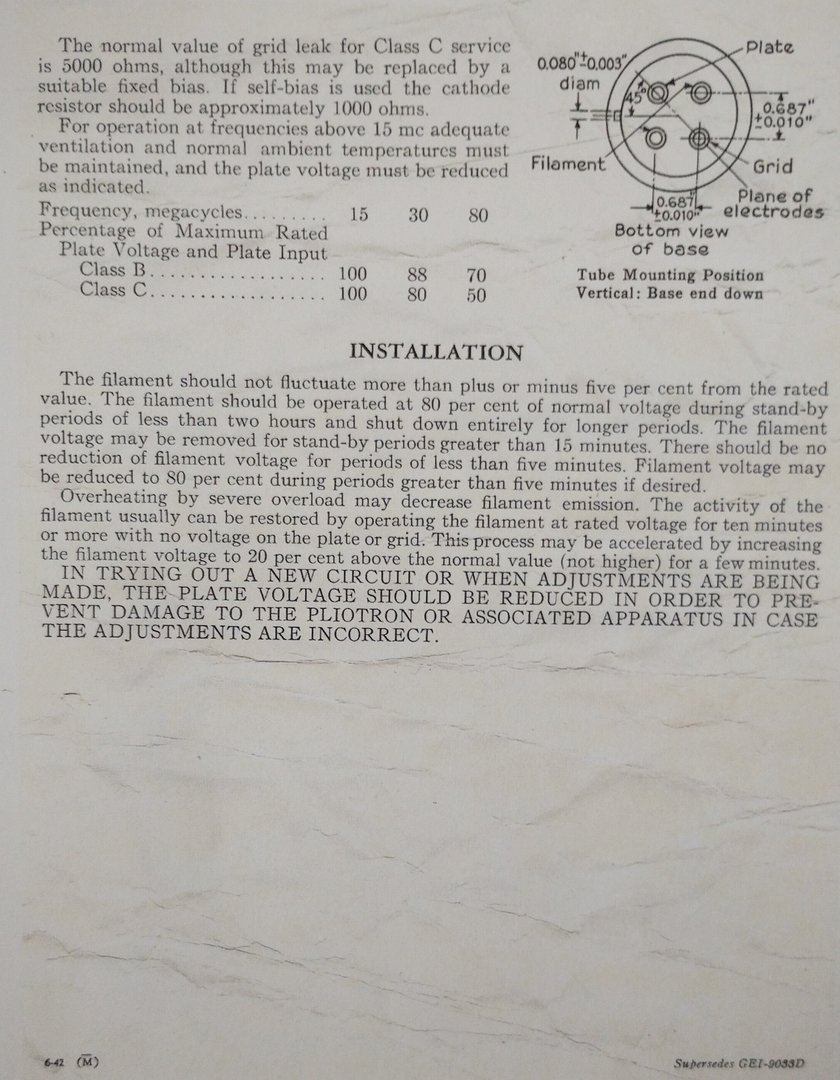 The normal value of grid leak for Class C service
is 5000 ohms, although this may be replaced by a
suitable fixed bias. If self-bias is used the cathode
resistor should be approximately 1000 ohms.
For operation at frequencies above 15 mc adequate
ventilation and normal ambient temperatures must
be maintained, and the plate voltage must be reduced
as indicated.
Frequency, megacycles......... 15 30 80
Percentage of Maximum Rated
Plate Voltage and Plate Input
Class B.................. 100 88 70
Class C.................. 100 80 50
Plate
0.080"±0.003"
diam
45°
0.687"
±0.010"
Filament
Grid
0.687
±0.010"
Plane of
electrodes
Bottom view
of base
Tube Mounting Position
Vertical: Base end down
INSTALLATION
The filament should not fluctuate more than plus or minus five per cent from the rated
value. The filament should be operated at 80 per cent of normal voltage during stand-by
periods of less than two hours and shut down entirely for longer periods. The filament
voltage may be removed for stand-by periods greater than 15 minutes. There should be no
reduction of filament voltage for periods of less than five minutes. Filament voltage may
be reduced to 80 per cent during periods greater than five minutes if desired.
Overheating by severe overload may decrease filament emission. The activity of the
filament usually can be restored by operating the filament at rated voltage for ten minutes
or more with no voltage on the plate or grid. This process may be accelerated by increasing
the filament voltage to 20 per cent above the normal value (not higher) for a few minutes.
IN TRYING OUT A NEW CIRCUIT OR WHEN ADJUSTMENTS ARE BEING
MADE, THE PLATE VOLTAGE SHOULD BE REDUCED IN ORDER TO PRE-
VENT DAMAGE TO THE PLIOTRON OR ASSOCIATED APPARATUS IN CASE
THE ADJUSTMENTS ARE INCORRECT.
6-42 (M)
Supersedes GEI-9033D